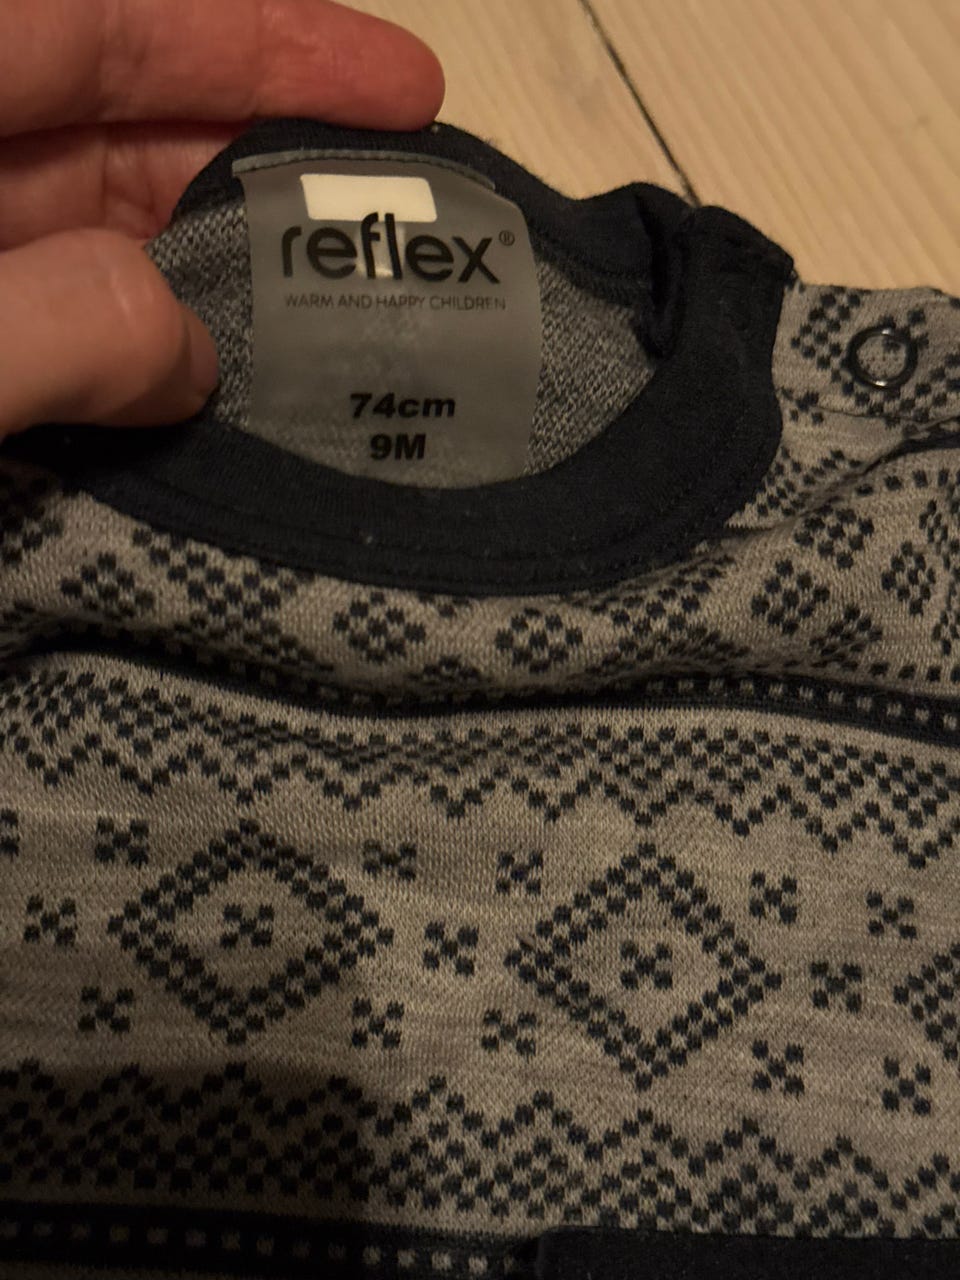 reflex®
WARM AND HAPPY CHILDREN
74cm
9M